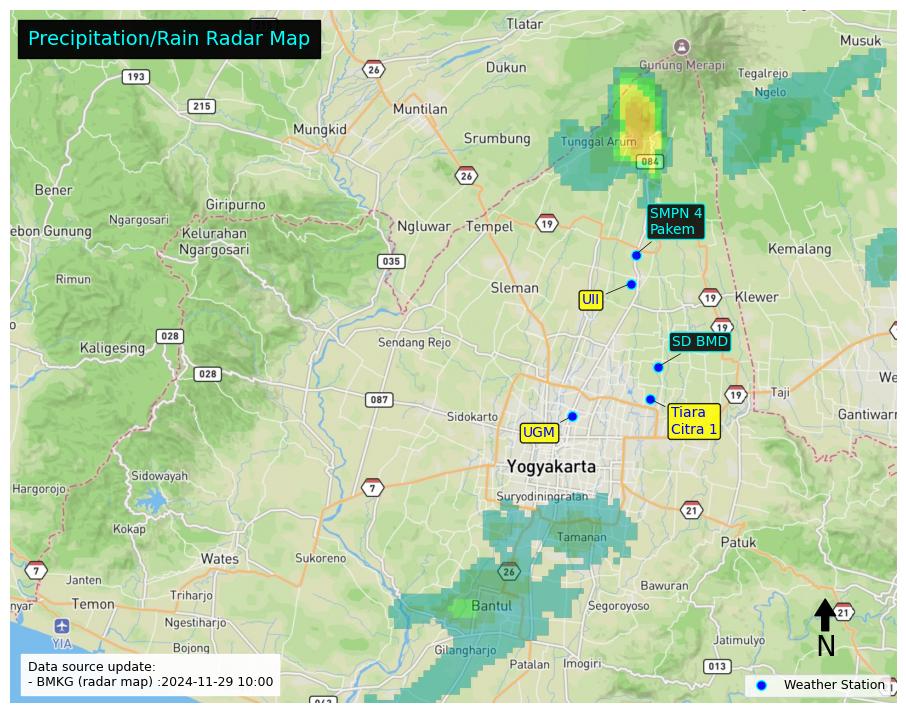 Precipitation/Rain Radar Map
Tlatar
Musuk
26
Dukun
Gunung Merapi
193
Tegalrejo
Ngelo
215
Muntilan
Mungkid
Srumbung
Tunggal Arum
084
26
Bener
Giripurno
SMPN 4
Pakem
Ngargosari
Ngluwar
Tempel
19
ebon Gunung
Kelurahan
Ngargosari
Kemalang
035
Rimun
Sleman
UII
19
Klewer
19
028
Sendang Rejo
SD BMD
Kaligesing
028
We
Taji
19
087
Tiara
Citra 1
Gantiwarn
Sidokarto
UGM
Yogyakarta
Sidowayah
Hargorojo
7
Suryodiningratan
21
Kokap
Tamanan
Patuk
Wates
Sukoreno
7
26
Janten
Bawuran
nyar
Temon
Triharjo
Bantul
Segoroyoso
21
Ngestiharjo
YIA
N
Jatimulyo
Bojong
Gilangharjo
Patalan
Imogiri
013
Data source update:
- BMKG (radar map) :2024-11-29 10:00
Weather Station